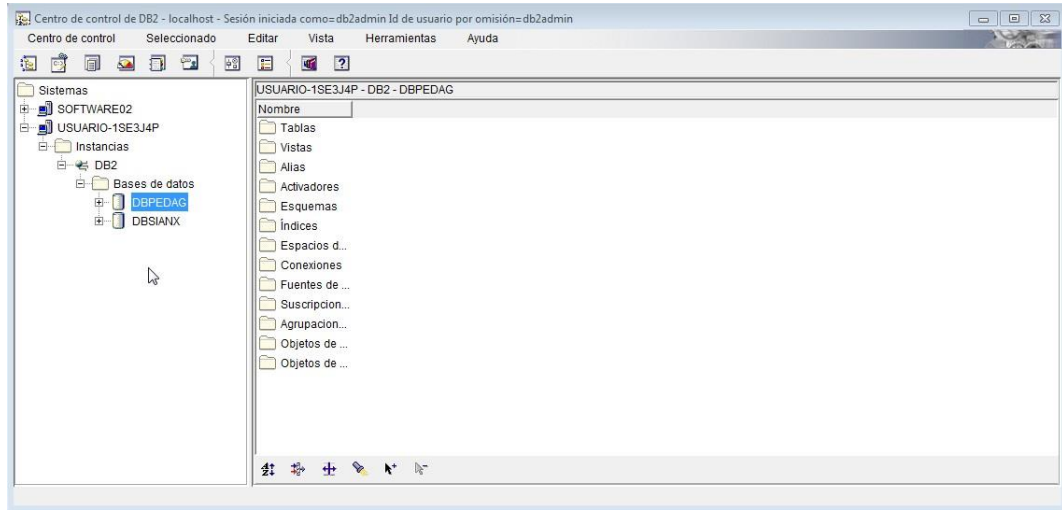 Centro de control de DB2 - localhost - Sesión iniciada como=db2admin Id de usuario por omisión=db2admin
Centro de control Seleccionado Editar Vista Herramientas Ayuda
Sistemas
SOFTWARE02
USUARIO-1SE3J4P
Instancias
DB2
Bases de datos
DBPEDAG
DBSIANX
USUARIO-1SE3J4P - DB2 - DBPEDAG
Nombre
Tablas
Vistas
Alias
Activadores
Esquemas
Índices
Espacios d...
Conexiones
Fuentes de ...
Suscripcion...
Agrupacion...
Objetos de ...
Objetos de ...